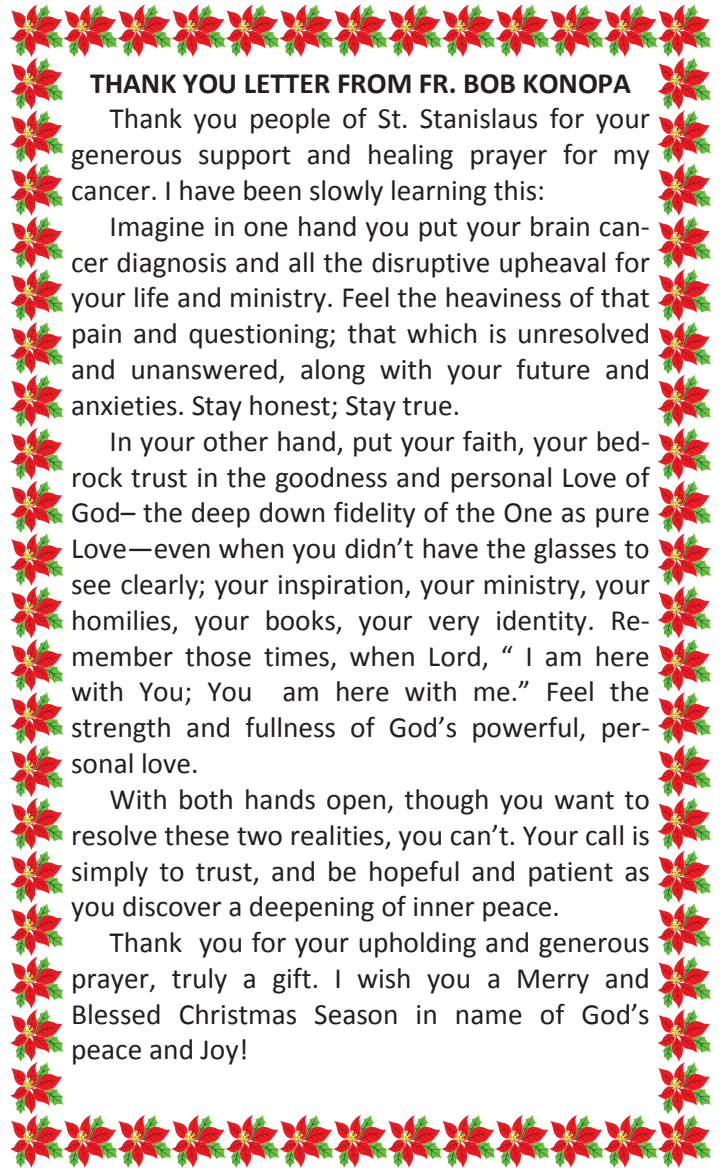 THANK YOU LETTER FROM FR. BOB KONOPA
Thank you people of St. Stanislaus for your
generous support and healing prayer for my
cancer. I have been slowly learning this:
Imagine in one hand you put your brain can-
cer diagnosis and all the disruptive upheaval for
your life and ministry. Feel the heaviness of that
pain and questioning; that which is unresolved
and unanswered, along with your future and
anxieties. Stay honest; Stay true.
In your other hand, put your faith, your bed-
rock trust in the goodness and personal Love of
God– the deep down fidelity of the One as pure
Love—even when you didn’t have the glasses to
see clearly; your inspiration, your ministry, your
homilies, your books, your very identity. Re-
member those times, when Lord, “ I am here
with You; You  am here with me.” Feel the
strength and fullness of God’s powerful, per-
sonal love.
With both hands open, though you want to
resolve these two realities, you can’t. Your call is
simply to trust, and be hopeful and patient as
you discover a deepening of inner peace.
Thank  you for your upholding and generous
prayer, truly a gift. I wish you a Merry and
Blessed Christmas Season in name of God’s
peace and Joy!